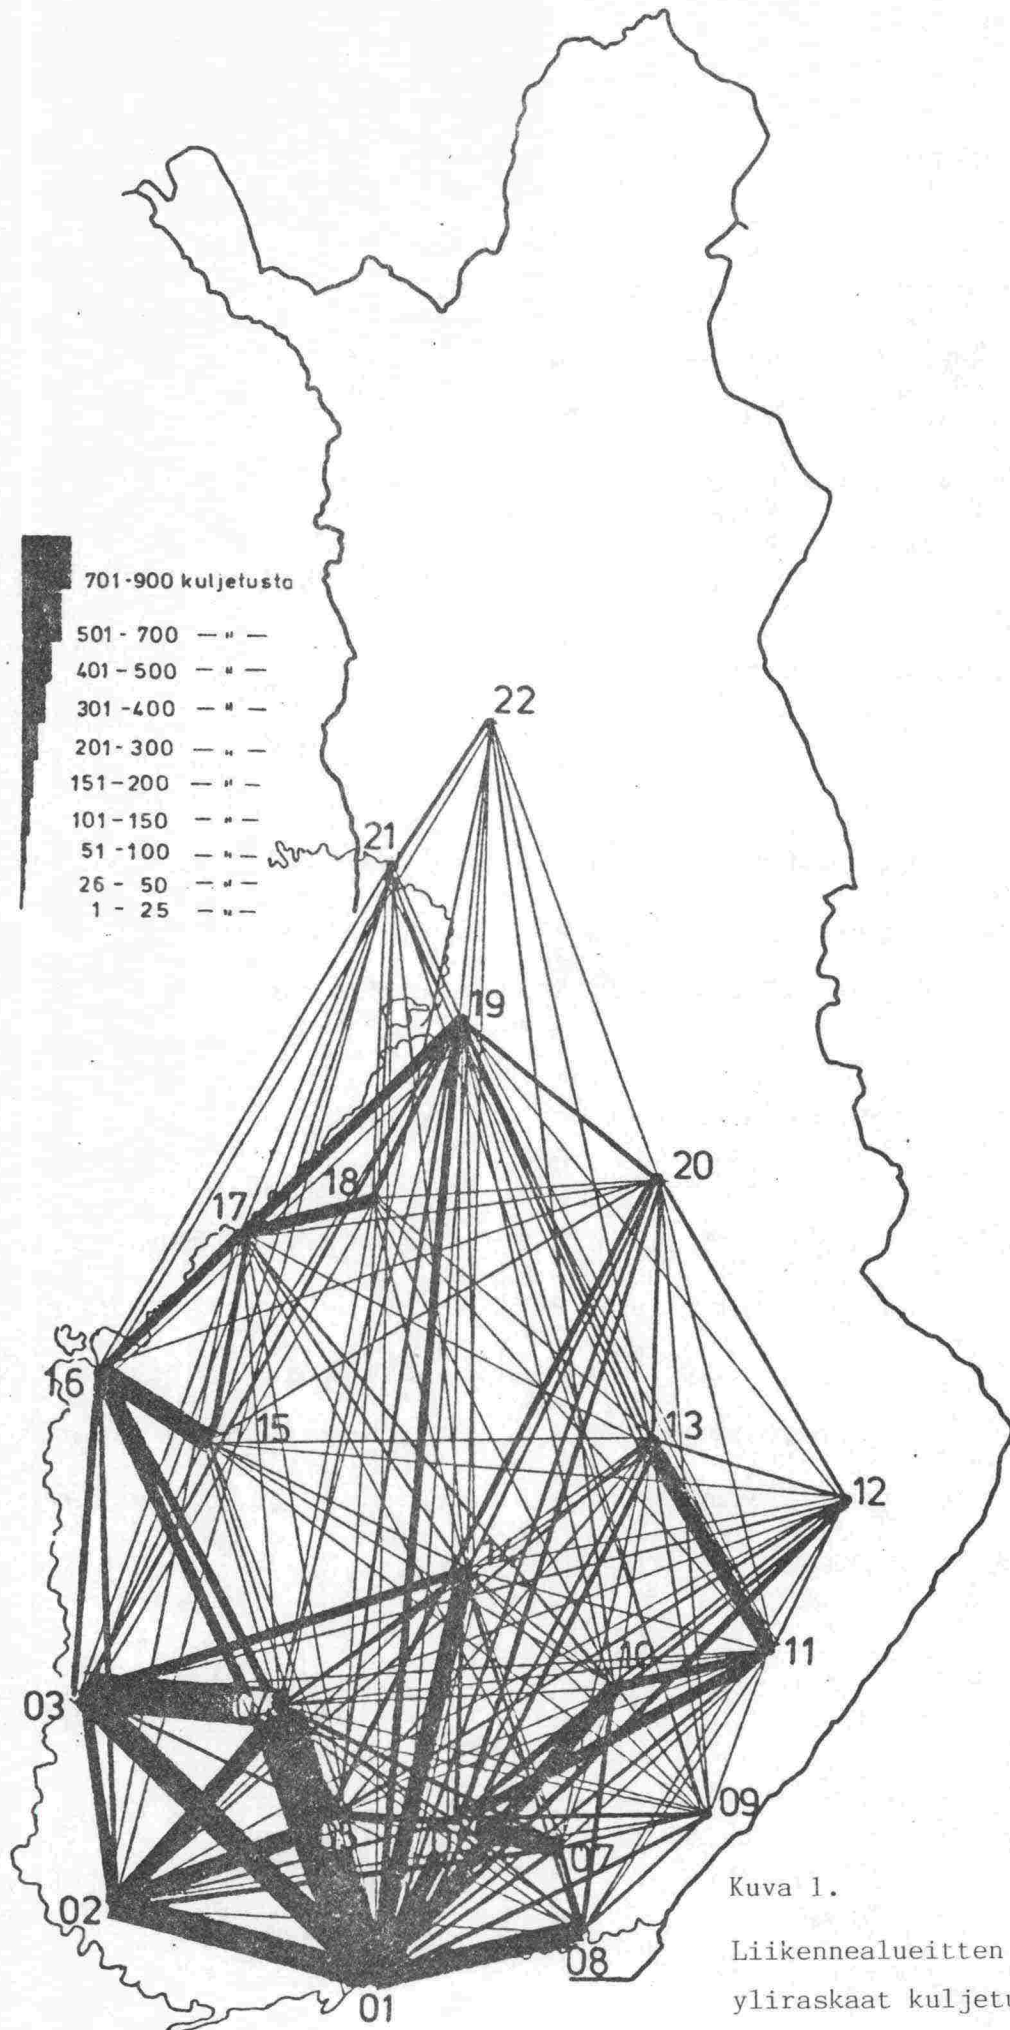 701-900 kuljetusta
501-700 — " —
401-500 — " —
301-400 — " —
201-300 — " —
151-200 — " —
101-150 — " —
51-100 — " —
26-50 — " —
1-25 — " —
22
21
19
20
18
17
16
15
13
12
11
10
03
09
07
02
08
01
Kuva 1.
Liikennealueitten
yliraskaat kuljetu